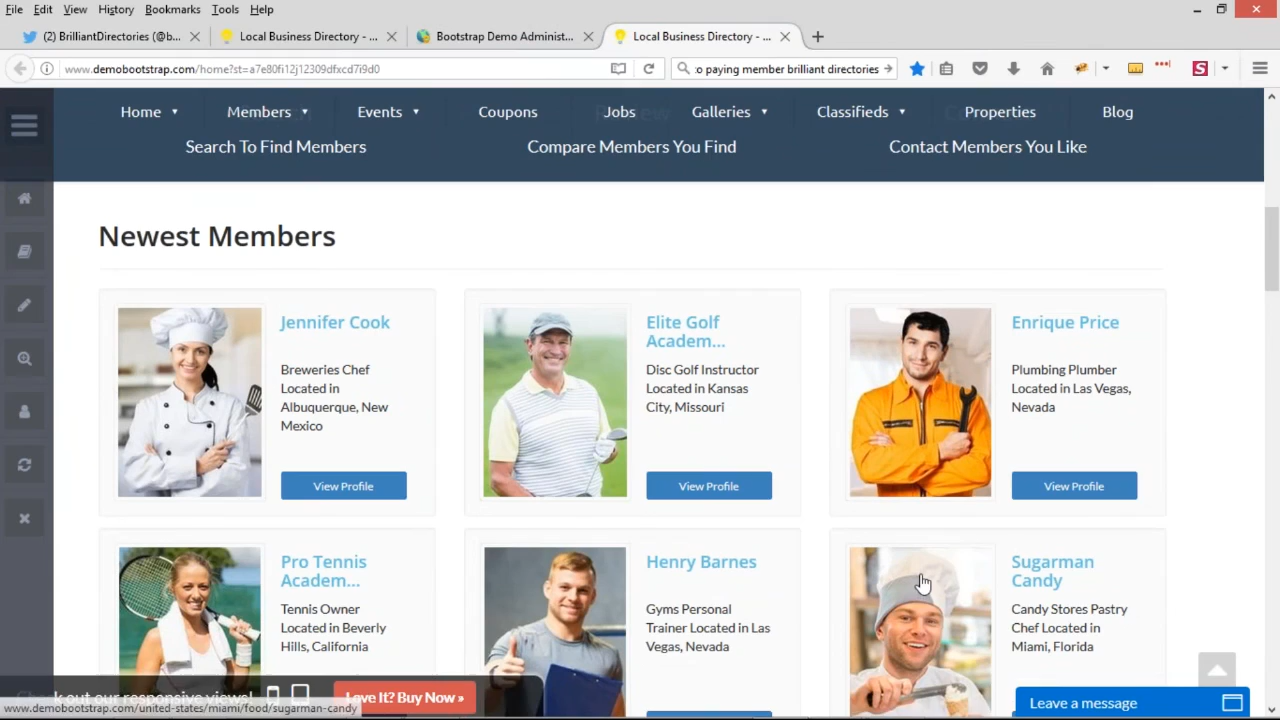 File Edit View History Bookmarks Tools Help
(2) BrilliantDirectories (@b... Local Business Directory - ... Bootstrap Demo Administ... Local Business Directory - ...
www.demobootstrap.com/home?st=a7e80fi12j12309dfxcd7i9d0 :o paying member brilliant directories
Home Members Events Coupons Jobs Galleries Classifieds Properties Blog
Search To Find Members Compare Members You Find Contact Members You Like
Newest Members
Jennifer Cook
Breweries Chef
Located in
Albuquerque, New
Mexico
View Profile
Elite Golf
Academ...
Disc Golf Instructor
Located in Kansas
City, Missouri
View Profile
Enrique Price
Plumbing Plumber
Located in Las Vegas,
Nevada
View Profile
Pro Tennis
Academ...
Tennis Owner
Located in Beverly
Hills, California
Henry Barnes
Gyms Personal
Trainer Located in Las
Vegas, Nevada
Sugarman
Candy
Candy Stores Pastry
Chef Located in
Miami, Florida
Check out our responsive views! Love It? Buy Now »
Leave a message
www.demobootstrap.com/united-states/miami/food/sugarman-candy